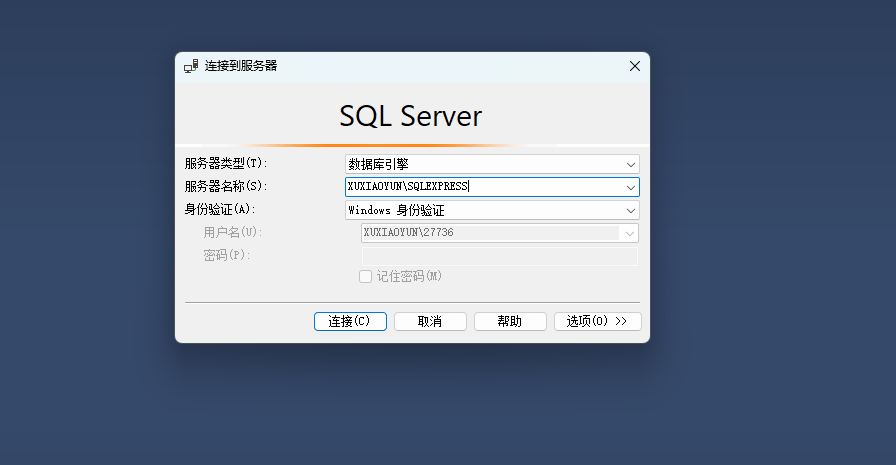 连接到服务器
SQL Server
服务器类型(T): 数据库引擎
服务器名称(S): XUXIAOYUN\SQLEXPRESS
身份验证(A): Windows 身份验证
用户名(U): XUXIAOYUN\27736
密码(P):
记住密码(M)
连接(C) 取消 帮助 选项(O) >>